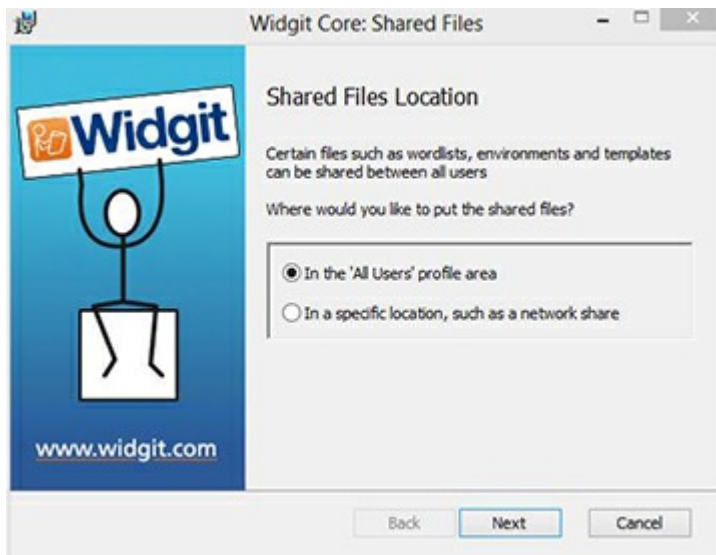 Widgit Core: Shared Files
Widgit
Shared Files Location
Certain files such as wordlists, environments and templates
can be shared between all users
Where would you like to put the shared files?
In the 'All Users' profile area
In a specific location, such as a network share
www.widgit.com
Back
Next
Cancel